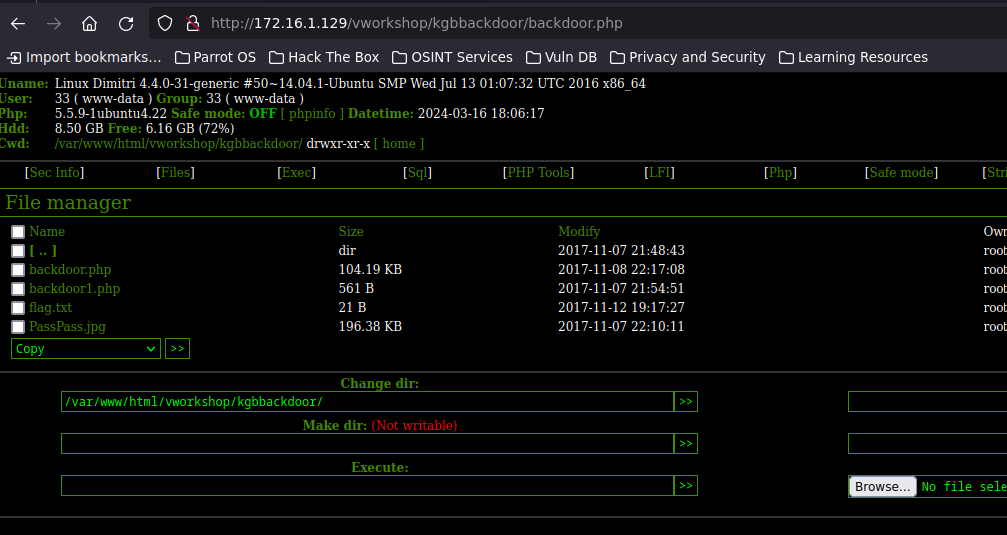 http://172.16.1.129/vworkshop/kgbbackdoor/backdoor.php
Import bookmarks... Parrot OS Hack The Box OSINT Services Vuln DB Privacy and Security Learning Resources
Uname: Linux Dimitri 4.4.0-31-generic #50~14.04.1-Ubuntu SMP Wed Jul 13 01:07:32 UTC 2016 x86_64
User: 33 ( www-data ) Group: 33 ( www-data )
Php: 5.5.9-1ubuntu4.22 Safe mode: OFF [ phpinfo ] Datetime: 2024-03-16 18:06:17
Hdd: 8.50 GB Free: 6.16 GB (72%)
Cwd: /var/www/html/vworkshop/kgbbackdoor/ drwxr-xr-x [ home ]
[Sec Info] [Files] [Exec] [Sql] [PHP Tools] [LFI] [Php] [Safe mode] [Stri
File manager
Name Size Modify Own
[ .. ] dir 2017-11-07 21:48:43 root
backdoor.php 104.19 KB 2017-11-08 22:17:08 root
backdoor1.php 561 B 2017-11-07 21:54:51 root
flag.txt 21 B 2017-11-12 19:17:27 root
PassPass.jpg 196.38 KB 2017-11-07 22:10:11 root
Copy >>
Change dir:
/var/www/html/vworkshop/kgbbackdoor/ >>
Make dir: (Not writable)
>>
Execute:
>> Browse... No file sele